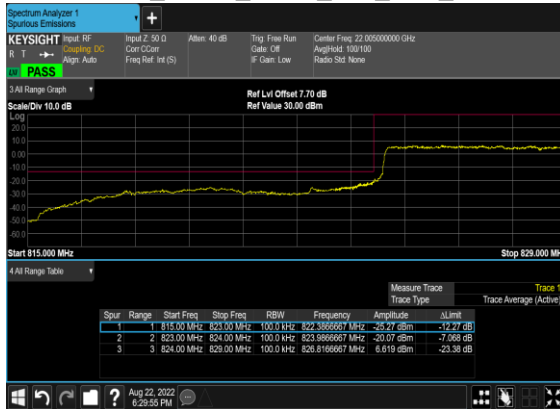 Spectrum Analyzer 1
Spurious Emissions
+
KEYSIGHT
R T
LV PASS
Input: RF
Coupling: DC
Align: Auto
Input Z: 50 Ω
Corr CCorr
Freq Ref: Int (S)
Atten: 40 dB
Trig: Free Run
Gate: Off
IF Gain: Low
Center Freq: 22.005000000 GHz
Avg|Hold: 100/100
Radio Std: None
3 All Range Graph
Scale/Div 10.0 dB
Ref Lvl Offset 7.70 dB
Ref Value 30.00 dBm
Log
20.0
10.0
0.00
-10.0
-20.0
-30.0
-40.0
-50.0
-60.0
Start 815.000 MHz
Stop 829.000 MH
4 All Range Table
Measure Trace Trace 1
Trace Type Trace Average (Active)
Spur Range Start Freq Stop Freq RBW Frequency Amplitude ΔLimit
1 1 815.00 MHz 823.00 MHz 100.0 kHz 822.3866667 MHz -25.27 dBm -12.27 dB
2 2 823.00 MHz 824.00 MHz 100.0 kHz 823.9866667 MHz -20.07 dBm -7.068 dB
3 3 824.00 MHz 829.00 MHz 100.0 kHz 826.8166667 MHz 6.619 dBm -23.38 dB
?
Aug 22, 2022
6:29:55 PM